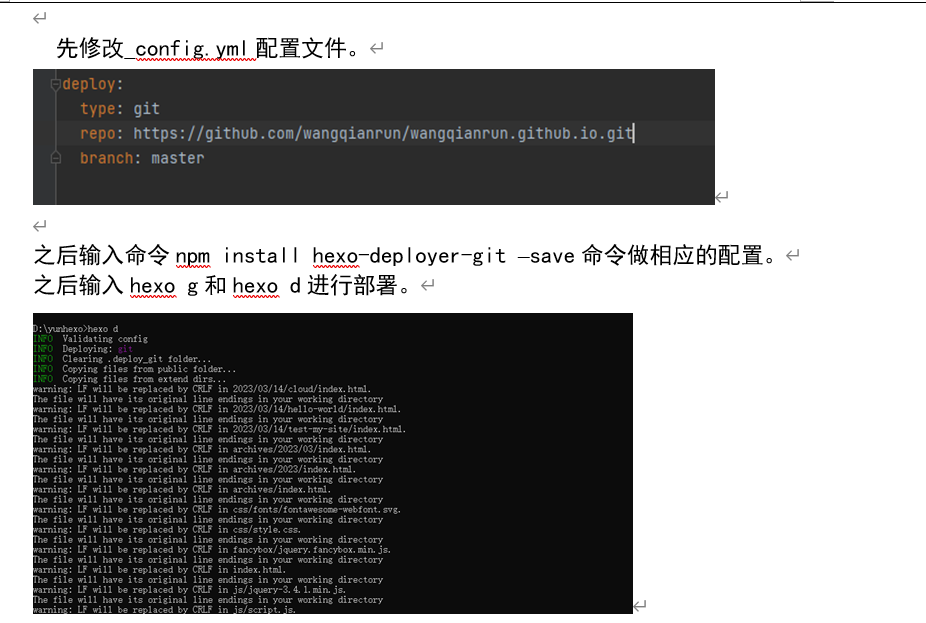 先修改_config.yml配置文件。
deploy:
type: git
repo: https://github.com/wangqianrun/wangqianrun.github.io.git
branch: master
之后输入命令 npm install hexo-deployer-git –save 命令做相应的配置。
之后输入 hexo g 和 hexo d 进行部署。
D:\yunhexo>hexo d
INFO  Validating config
INFO  Deploying: git
INFO  Clearing .deploy_git folder...
INFO  Copying files from public folder...
INFO  Copying files from extend dirs...
warning: LF will be replaced by CRLF in 2023/03/14/cloud/index.html.
The file will have its original line endings in your working directory
warning: LF will be replaced by CRLF in 2023/03/14/hello-world/index.html.
The file will have its original line endings in your working directory
warning: LF will be replaced by CRLF in 2023/03/14/test-my-site/index.html.
The file will have its original line endings in your working directory
warning: LF will be replaced by CRLF in archives/2023/03/index.html.
The file will have its original line endings in your working directory
warning: LF will be replaced by CRLF in archives/2023/index.html.
The file will have its original line endings in your working directory
warning: LF will be replaced by CRLF in archives/index.html.
The file will have its original line endings in your working directory
warning: LF will be replaced by CRLF in css/fonts/fontawesome-webfont.svg.
The file will have its original line endings in your working directory
warning: LF will be replaced by CRLF in css/style.css.
The file will have its original line endings in your working directory
warning: LF will be replaced by CRLF in fancybox/jquery.fancybox.min.js.
The file will have its original line endings in your working directory
warning: LF will be replaced by CRLF in index.html.
The file will have its original line endings in your working directory
warning: LF will be replaced by CRLF in js/jquery-3.4.1.min.js.
The file will have its original line endings in your working directory
warning: LF will be replaced by CRLF in js/script.js.